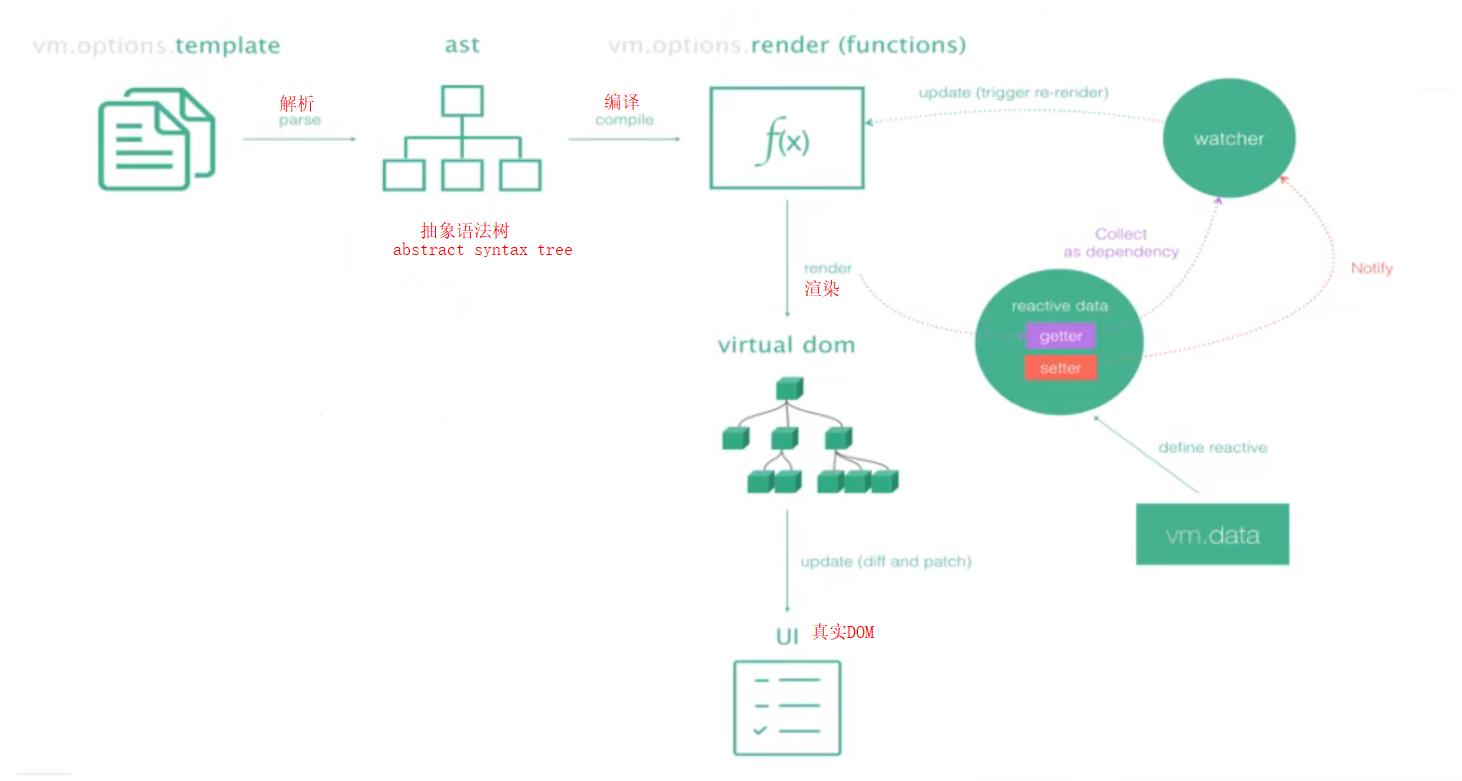 vm.options.template
ast
vm.options.render (functions)
解析
parse
编译
compile
update (trigger re-render)
f(x)
watcher
抽象语法树
abstract syntax tree
Collect
as dependency
render
渲染
Notify
reactive data
getter
setter
virtual dom
define reactive
vm.data
update (diff and patch)
UI 真实DOM